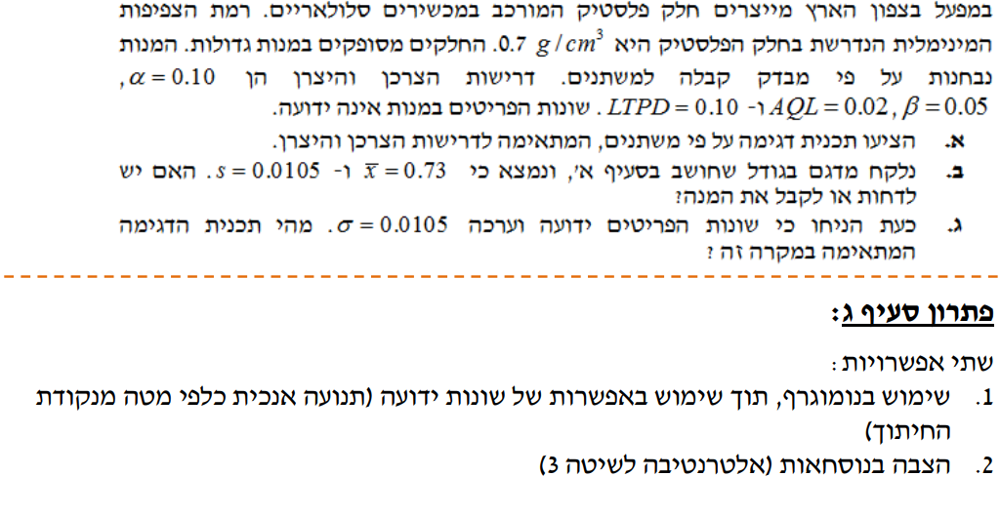 במפעל בצפון הארץ מייצרים חלק פלסטיק המורכב במכשירים סלולאריים. רמת הצפיפות
המינימלית הנדרשת בחלק הפלסטיק היא 0.7 g/cm³. החלקים מסופקים במנות גדולות. המנות
נבחנות על פי מבדק קבלה למשתנים. דרישות הצרכן והיצרן הן α = 0.10,
β = 0.05, AQL = 0.02 ו- LTPD = 0.10. שונות הפריטים במנות אינה ידועה.
א. הציעו תכנית דגימה על פי משתנים, המתאימה לדרישות הצרכן והיצרן.
ב. נלקח מדגם בגודל שחושב בסעיף א', ונמצא כי x̄ = 0.73 ו- s = 0.0105. האם יש
לדחות או לקבל את המנה?
ג. כעת הניחו כי שונות הפריטים ידועה וערכה σ = 0.0105. מהי תכנית הדגימה
המתאימה במקרה זה ?
פתרון סעיף ג:
שתי אפשרויות:
1. שימוש בנומוגרף, תוך שימוש באפשרות של שונות ידועה (תנועה אנכית כלפי מטה מנקודת
החיתוך)
2. הצבה בנוסחאות (אלטרנטיבה לשיטה 3)